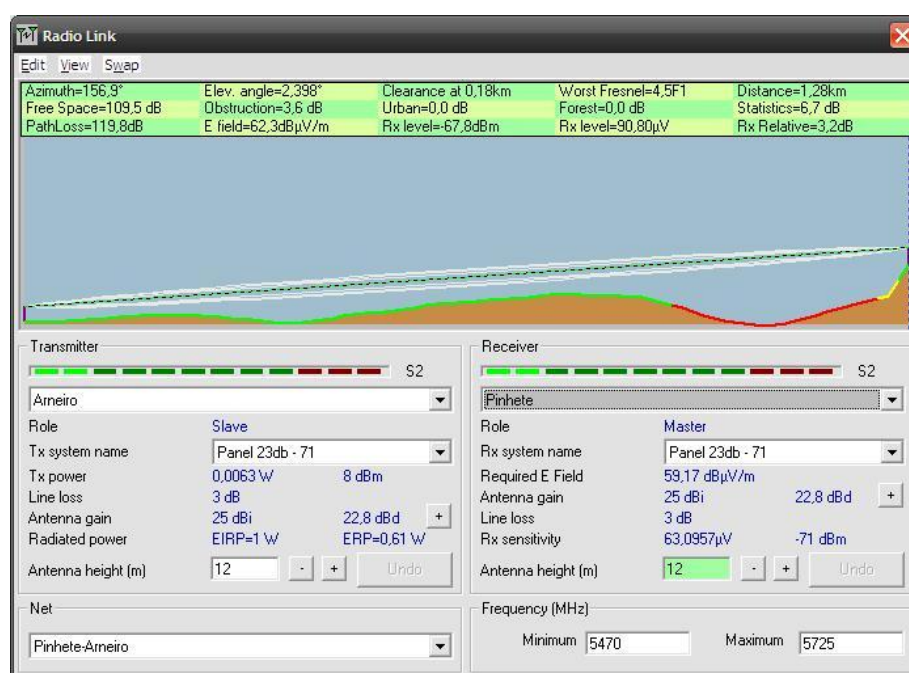 Radio Link
Edit View Swap
Azimuth=156,9° Elev. angle=2,398° Clearance at 0,18km Worst Fresnel=4,5F1 Distance=1,28km
Free Space=109,5 dB Obstruction=3,6 dB Urban=0,0 dB Forest=0,0 dB Statistics=6,7 dB
PathLoss=119,8dB E field=62,3dBµV/m Rx level=-67,8dBm Rx level=90,80µV Rx Relative=3,2dB
Transmitter
S2
Arneiro
Role Slave
Tx system name Panel 23db - 71
Tx power 0,0063 W 8 dBm
Line loss 3 dB
Antenna gain 25 dBi 22,8 dBd +
Radiated power EIRP=1 W ERP=0,61 W
Antenna height (m) 12 - + Undo
Net
Pinhete-Arneiro
Receiver
S2
Pinhete
Role Master
Rx system name Panel 23db - 71
Required E Field 59,17 dBµV/m
Antenna gain 25 dBi 22,8 dBd +
Line loss 3 dB
Rx sensitivity 63,0957µV -71 dBm
Antenna height (m) 12 - + Undo
Frequency (MHz)
Minimum 5470 Maximum 5725